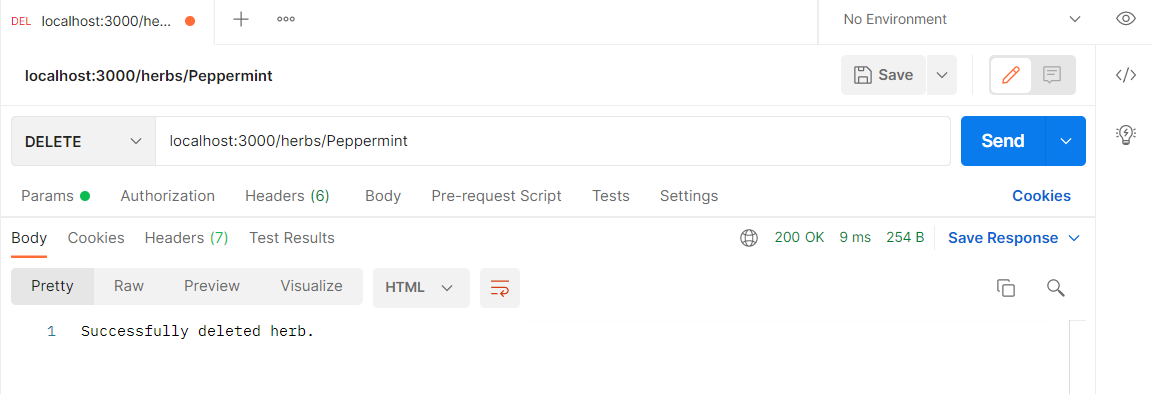 DEL localhost:3000/he... No Environment
localhost:3000/herbs/Peppermint Save
DELETE localhost:3000/herbs/Peppermint Send
Params Authorization Headers (6) Body Pre-request Script Tests Settings Cookies
Body Cookies Headers (7) Test Results 200 OK 9 ms 254 B Save Response
Pretty Raw Preview Visualize HTML
1 Successfully deleted herb.